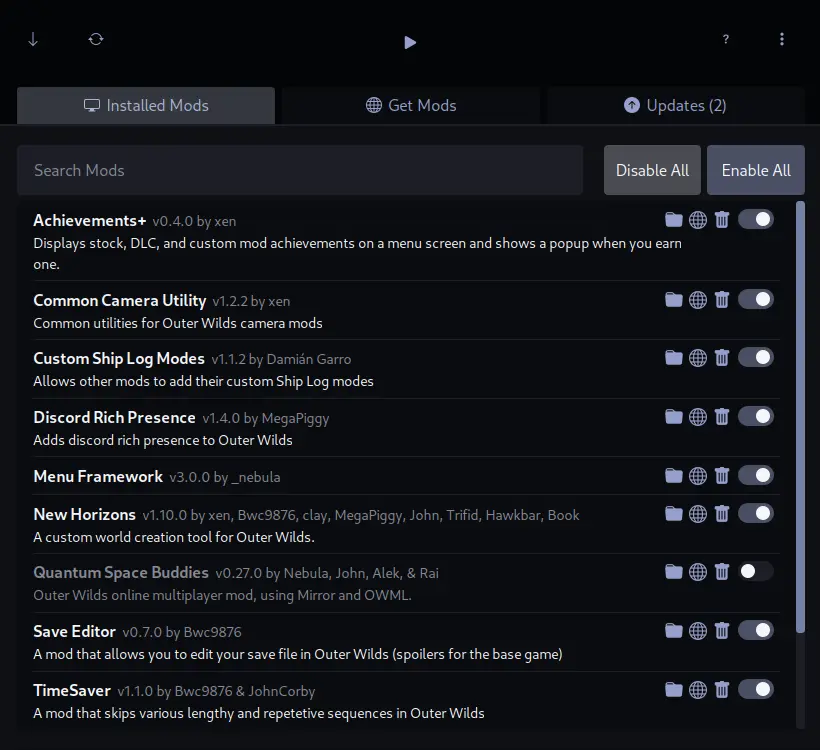 ?
Installed Mods
Get Mods
Updates (2)
Search Mods
Disable All
Enable All
Achievements+ v0.4.0 by xen
Displays stock, DLC, and custom mod achievements on a menu screen and shows a popup when you earn
one.
Common Camera Utility v1.2.2 by xen
Common utilities for Outer Wilds camera mods
Custom Ship Log Modes v1.1.2 by Damián Garro
Allows other mods to add their custom Ship Log modes
Discord Rich Presence v1.4.0 by MegaPiggy
Adds discord rich presence to Outer Wilds
Menu Framework v3.0.0 by _nebula
New Horizons v1.10.0 by xen, Bwc9876, clay, MegaPiggy, John, Trifid, Hawkbar, Book
A custom world creation tool for Outer Wilds.
Quantum Space Buddies v0.27.0 by Nebula, John, Alek, & Rai
Outer Wilds online multiplayer mod, using Mirror and OWML.
Save Editor v0.7.0 by Bwc9876
A mod that allows you to edit your save file in Outer Wilds (spoilers for the base game)
TimeSaver v1.1.0 by Bwc9876 & JohnCorby
A mod that skips various lengthy and repetetive sequences in Outer Wilds